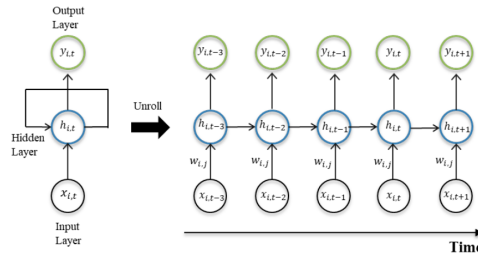 Output
Layer
y_{i,t}
h_{i,t}
Hidden
Layer
x_{i,t}
Input
Layer
Unroll
y_{i,t-3} y_{i,t-2} y_{i,t-1} y_{i,t} y_{i,t+1}
h_{i,t-3} h_{i,t-2} h_{i,t-1} h_{i,t} h_{i,t+1}
w_{i,j} w_{i,j} w_{i,j} w_{i,j} w_{i,j}
x_{i,t-3} x_{i,t-2} x_{i,t-1} x_{i,t} x_{i,t+1}
Time